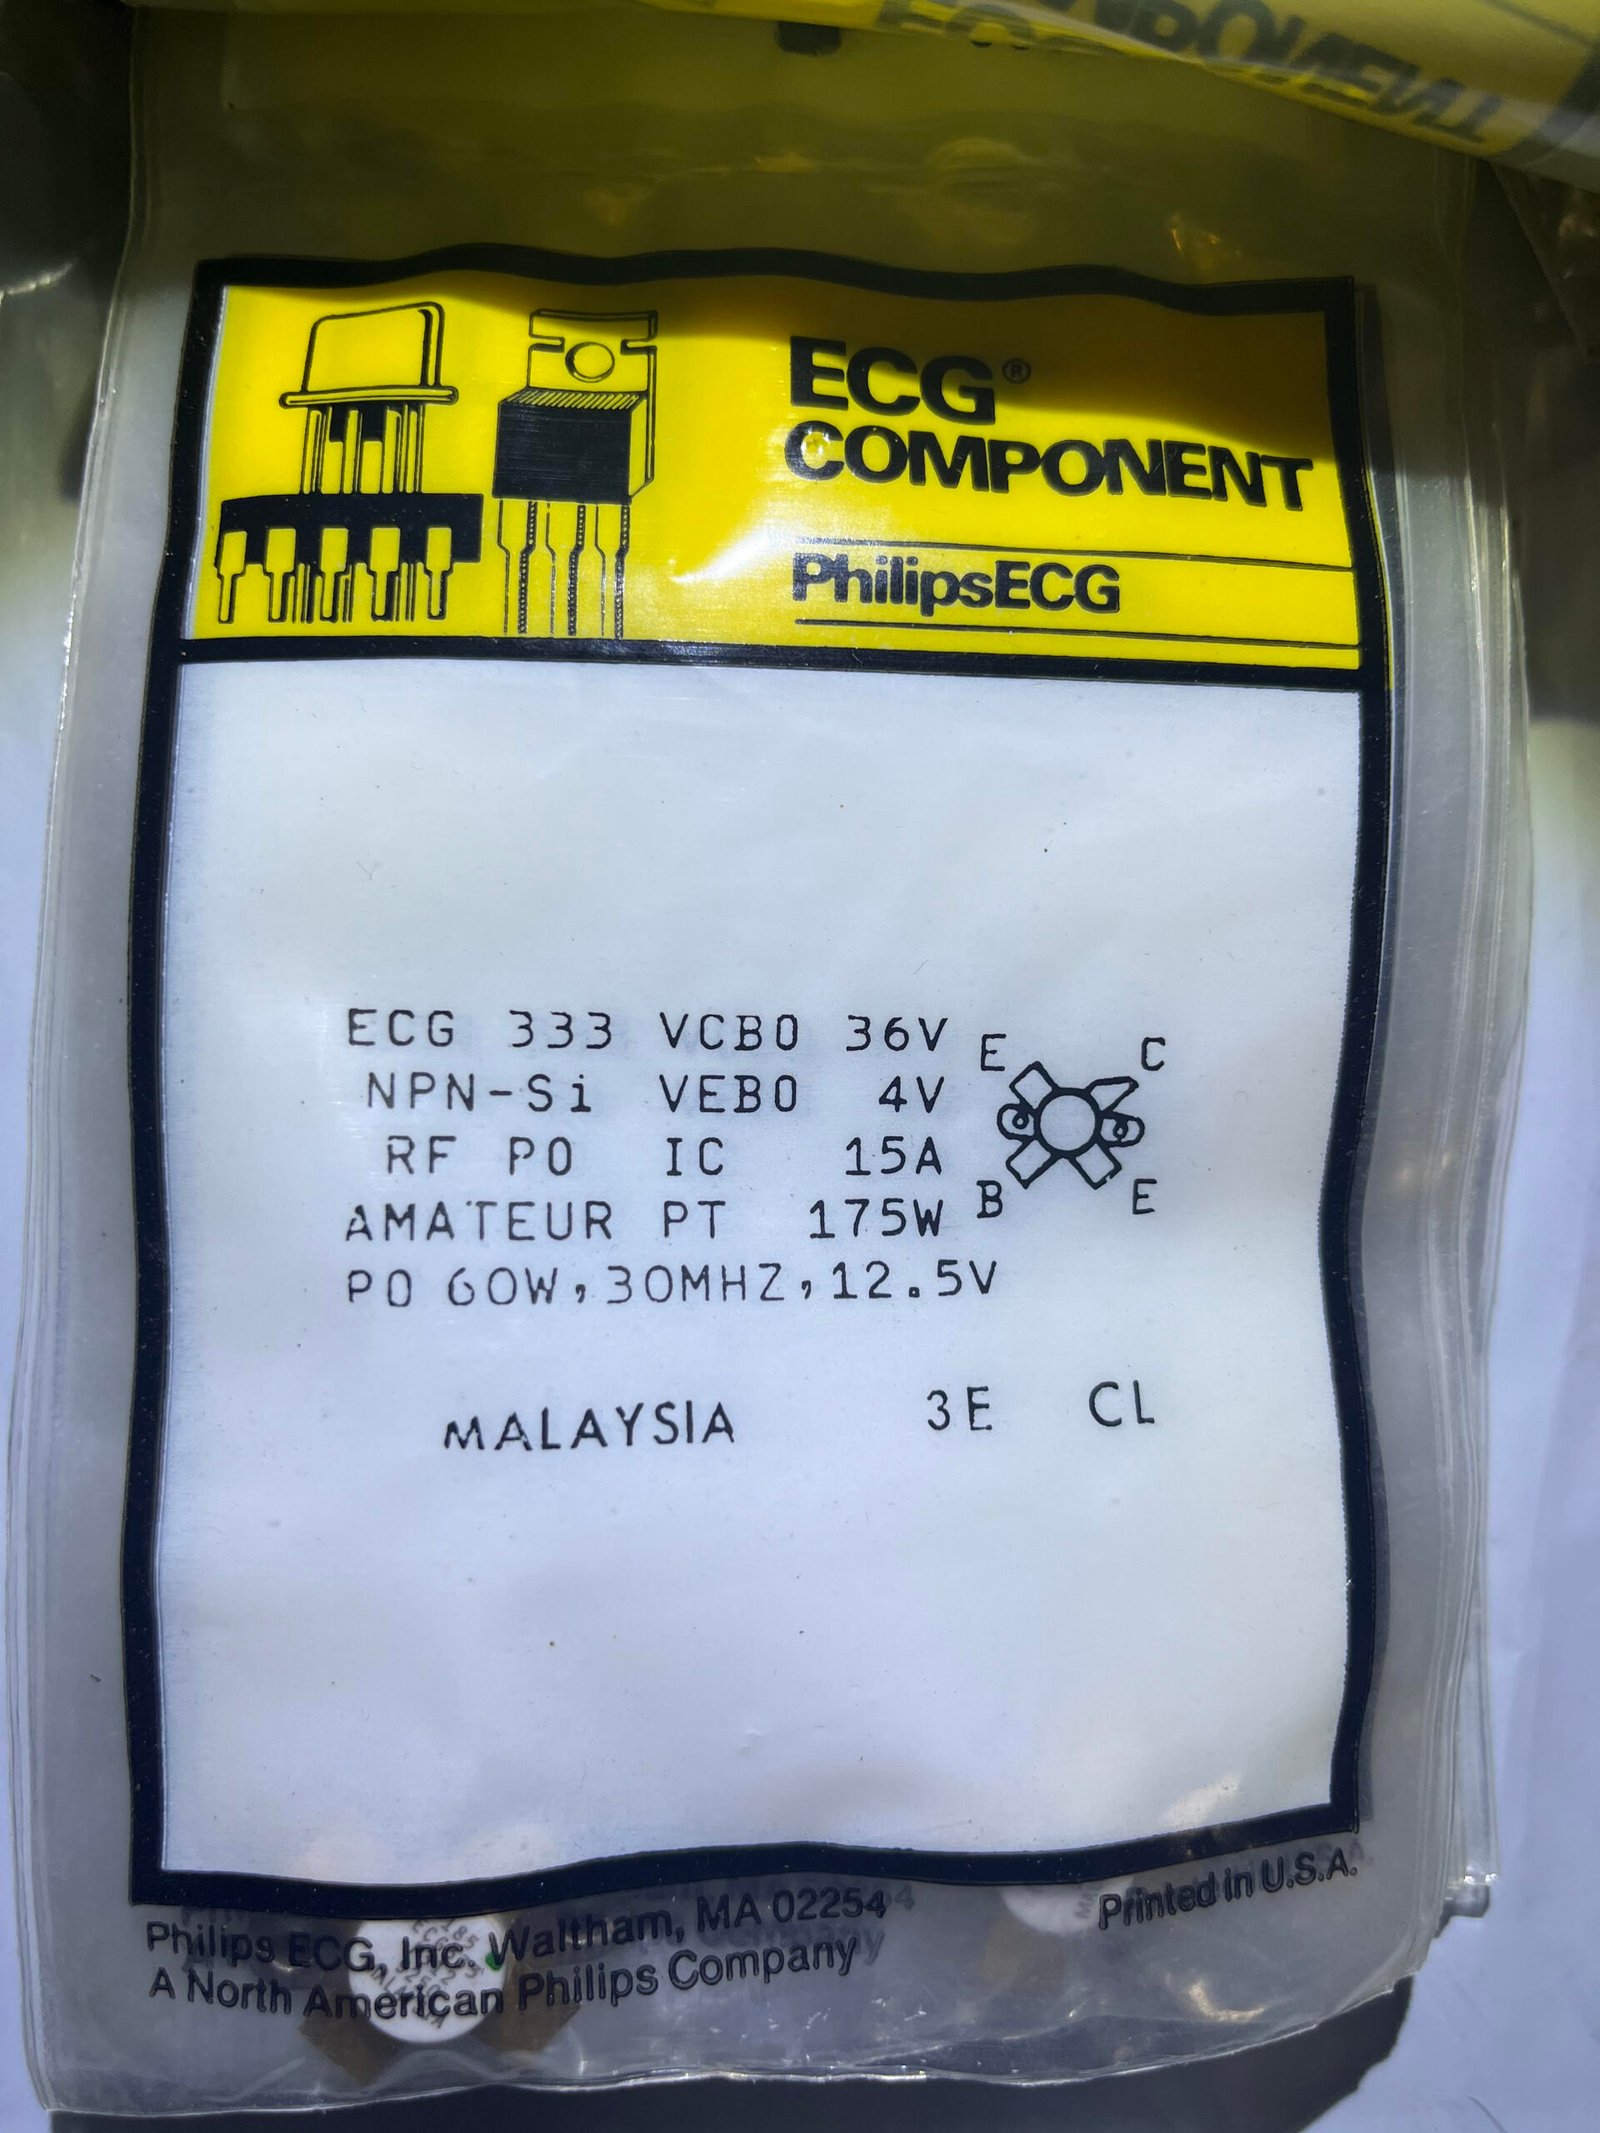 COMPONENT
ECG®
COMPONENT
PhilipsECG
ECG 333 VCBO 36V
NPN-Si VEBO 4V
RF PO IC 15A
AMATEUR PT 175W
PO 60W,30MHZ,12.5V
E C
B E
MALAYSIA 3E CL
Printed in U.S.A.
Philips ECG, Inc. Waltham, MA 02254
A North American Philips Company